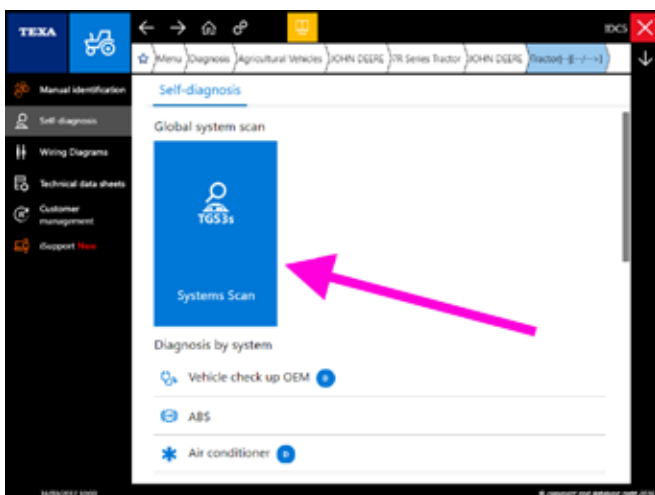 TEXA
IDC5
Menu
Diagnosis
Agricultural Vehicles
JOHN DEERE
7R Series Tractor
JOHN DEERE
Manual identification
Self-diagnosis
Wiring Diagrams
Technical data sheets
Customer
management
iSupport New
Self-diagnosis
Global system scan
TGS3s
Systems Scan
Diagnosis by system
Vehicle check up OEM D
ABS
Air conditioner D